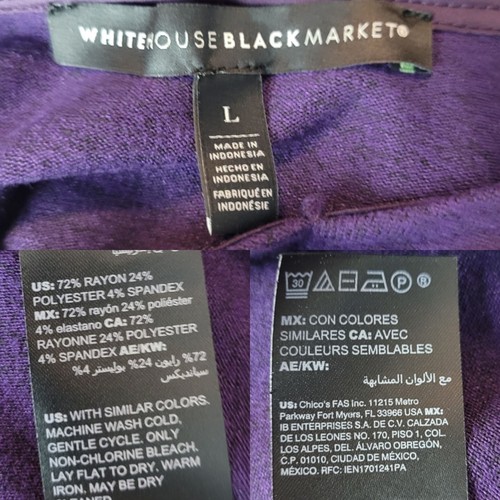 WHITEHOUSEBLACKMARKET®
L
MADE IN
INDONESIA
HECHO EN
INDONESIA
FABRIQUÉ EN
INDONÉSIE
US: 72% RAYON 24%
POLYESTER 4% SPANDEX
MX: 72% rayón 24% poliéster
4% elastano CA: 72%
RAYONNE 24% POLYESTER
4% SPANDEX AE/KW:
72% رايون 24% بوليستر 4%
سبانديكس
US: WITH SIMILAR COLORS.
MACHINE WASH COLD,
GENTLE CYCLE. ONLY
NON-CHLORINE BLEACH.
LAY FLAT TO DRY. WARM
IRON. MAY BE DRY
30 P ®
MX: CON COLORES
SIMILARES CA: AVEC
COULEURS SEMBLABLES
AE/KW:
مع الألوان المشابهة
US: Chico's FAS Inc. 11215 Metro
Parkway Fort Myers, FL 33966 USA MX:
IB ENTERPRISES S.A. DE C.V. CALZADA
DE LOS LEONES NO. 170, PISO 1, COL.
LOS ALPES, DEL. ÁLVARO OBREGÓN,
C.P. 01010, CIUDAD DE MÉXICO,
MÉXICO. RFC: IEN1701241PA